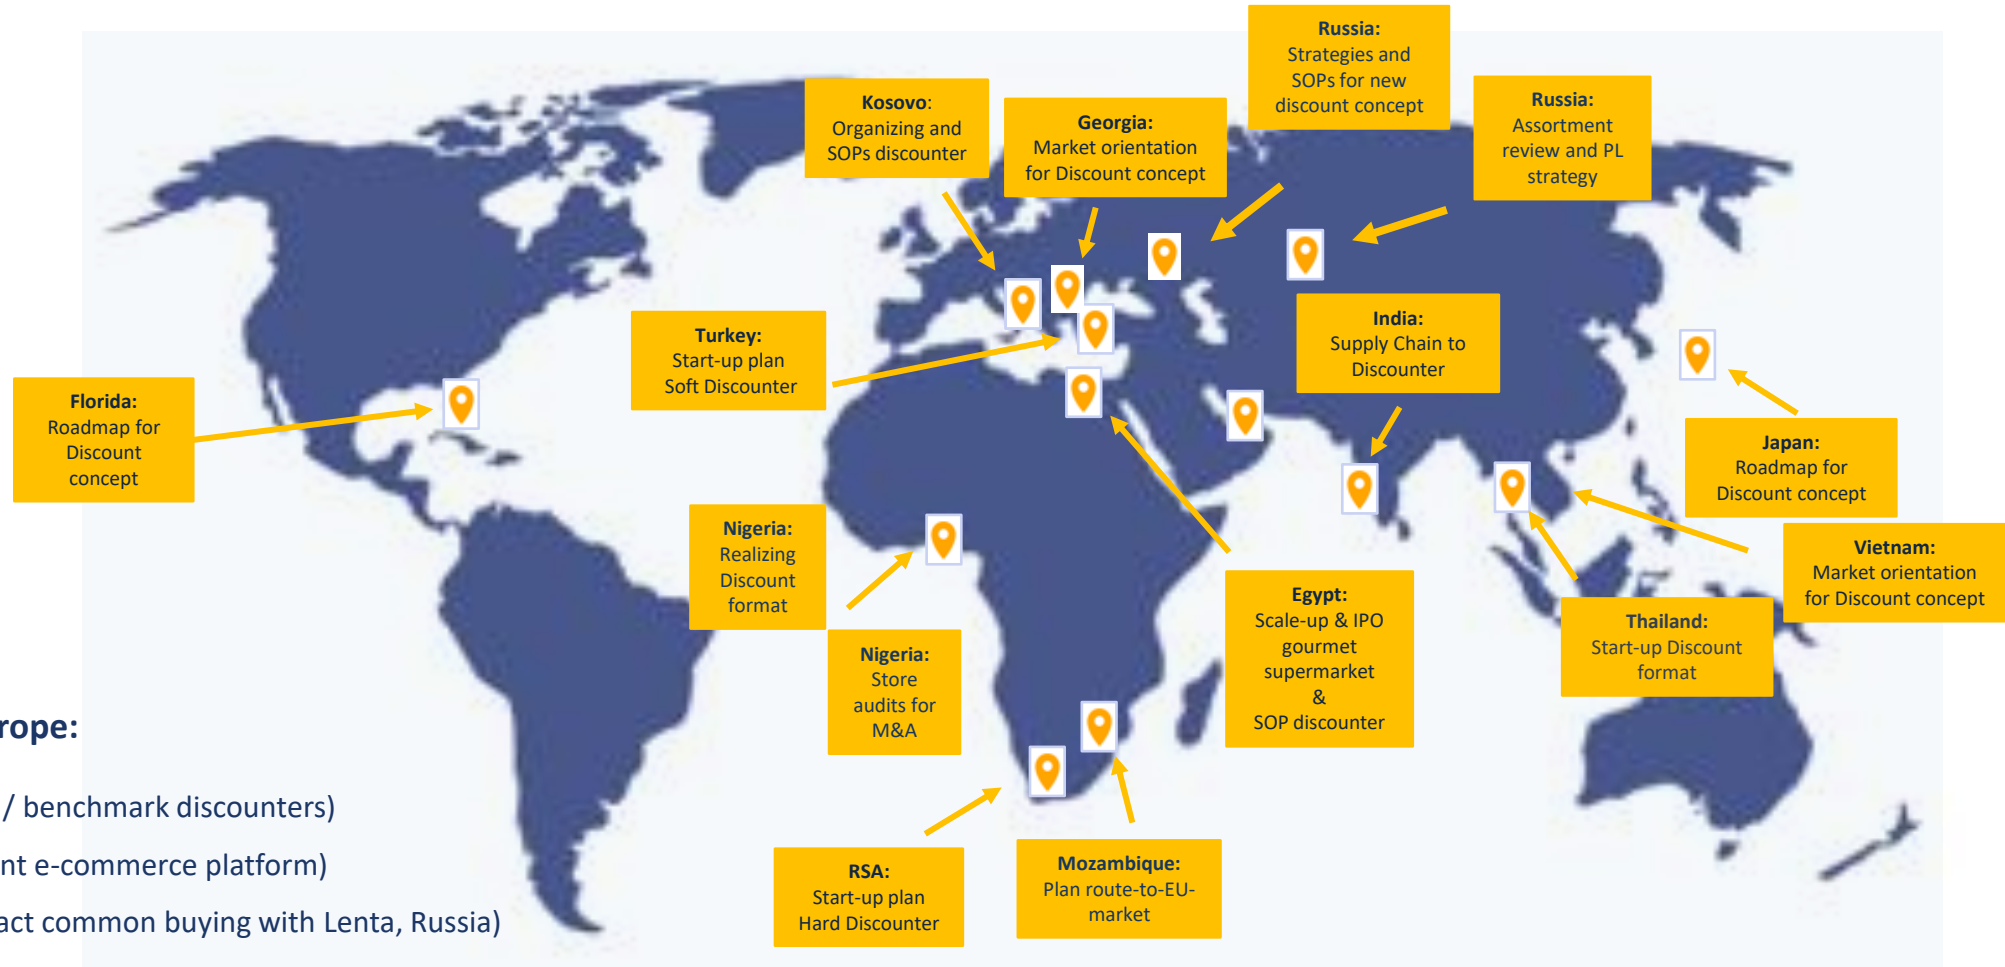 Russia:
Strategies and
SOPs for new
discount concept
Russia:
Assortment
review and PL
strategy
Kosovo:
Organizing and
SOPs discounter
Georgia:
Market orientation
for Discount concept
Turkey:
Start-up plan
Soft Discounter
India:
Supply Chain to
Discounter
Florida:
Roadmap for
Discount
concept
Japan:
Roadmap for
Discount concept
Nigeria:
Realizing
Discount
format
Vietnam:
Market orientation
for Discount concept
Egypt:
Scale-up & IPO
gourmet
supermarket
&
SOP discounter
Thailand:
Start-up Discount
format
Nigeria:
Store
audits for
M&A
RSA:
Start-up plan
Hard Discounter
Mozambique:
Plan route-to-EU-
market
rope:
/ benchmark discounters)
nt e-commerce platform)
act common buying with Lenta, Russia)